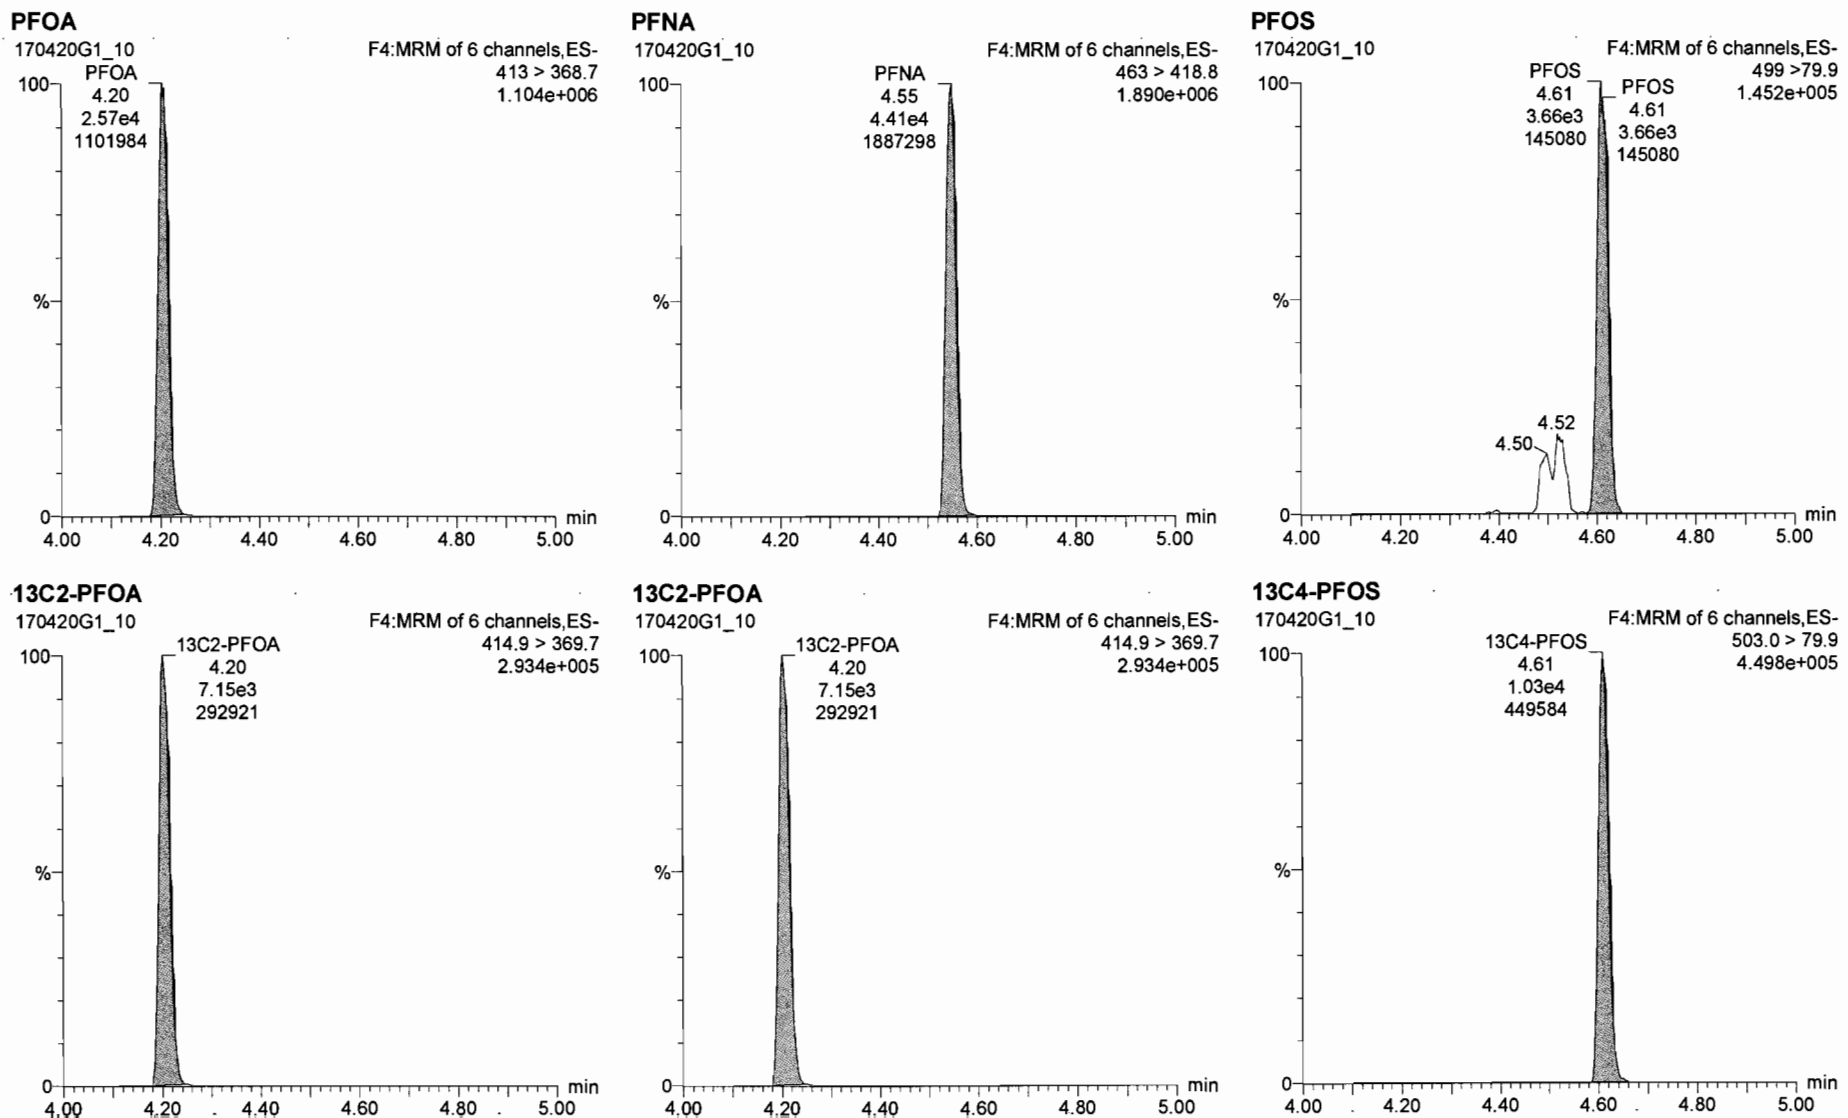 PFOA
170420G1_10
F4:MRM of 6 channels,ES-
413 > 368.7
1.104e+006
PFOA
4.20
2.57e4
1101984
100
%
0
min
4.00 4.20 4.40 4.60 4.80 5.00
PFNA
170420G1_10
F4:MRM of 6 channels,ES-
463 > 418.8
1.890e+006
PFNA
4.55
4.41e4
1887298
100
%
0
min
4.00 4.20 4.40 4.60 4.80 5.00
PFOS
170420G1_10
F4:MRM of 6 channels,ES-
499 >79.9
1.452e+005
PFOS
4.61
3.66e3
145080
PFOS
4.61
3.66e3
145080
100
%
4.50
4.52
0
min
4.00 4.20 4.40 4.60 4.80 5.00
13C2-PFOA
170420G1_10
F4:MRM of 6 channels,ES-
414.9 > 369.7
2.934e+005
13C2-PFOA
4.20
7.15e3
292921
100
%
0
min
4.00 4.20 4.40 4.60 4.80 5.00
13C2-PFOA
170420G1_10
F4:MRM of 6 channels,ES-
414.9 > 369.7
2.934e+005
13C2-PFOA
4.20
7.15e3
292921
100
%
0
min
4.00 4.20 4.40 4.60 4.80 5.00
13C4-PFOS
170420G1_10
F4:MRM of 6 channels,ES-
503.0 > 79.9
4.498e+005
13C4-PFOS
4.61
1.03e4
449584
100
%
0
min
4.00 4.20 4.40 4.60 4.80 5.00